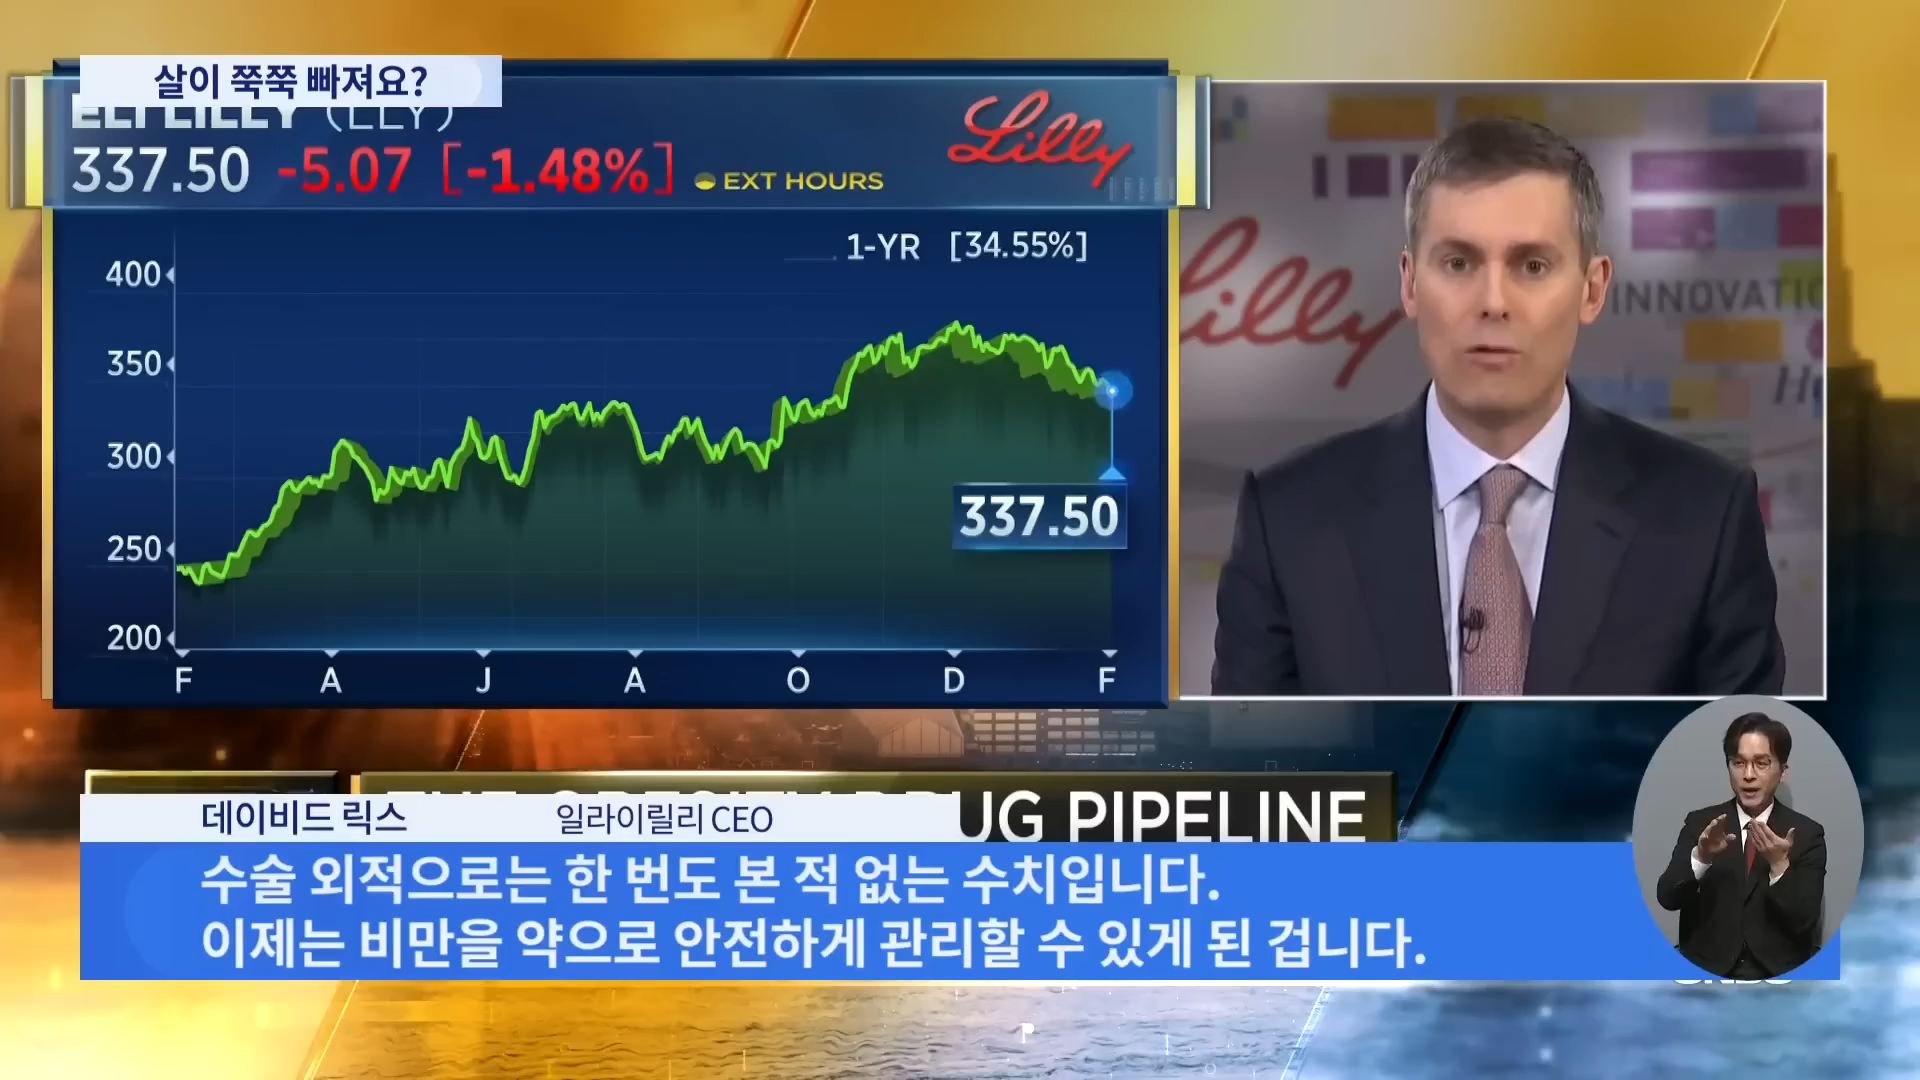 살이 쭉쭉 빠져요?
ELI LILLY (LLY)
337.50 -5.07 [-1.48%] EXT HOURS
Lilly
1-YR [34.55%]
400
350
300
250
200
337.50
F A J A O D F
Lilly
INNOVATIO
PIPELINE
데이비드 릭스 일라이릴리 CEO
수술 외적으로는 한 번도 본 적 없는 수치입니다.
이제는 비만을 약으로 안전하게 관리할 수 있게 된 겁니다.